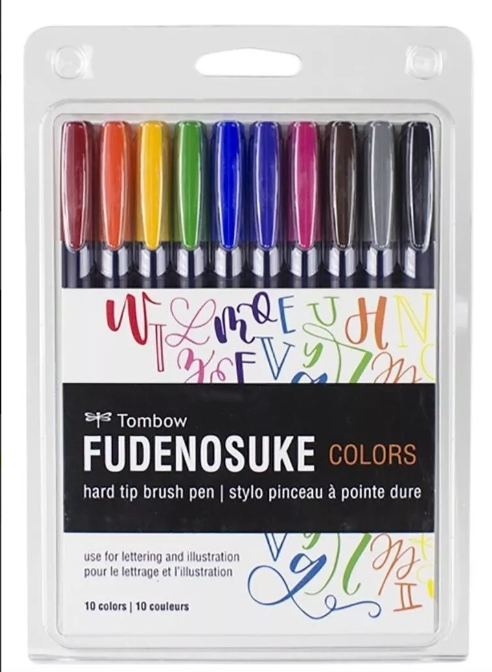 Tombow
FUDENOSUKE COLORS
hard tip brush pen | stylo pinceau à pointe dure
use for lettering and illustration
pour le lettrage et l'illustration
10 colors | 10 couleurs